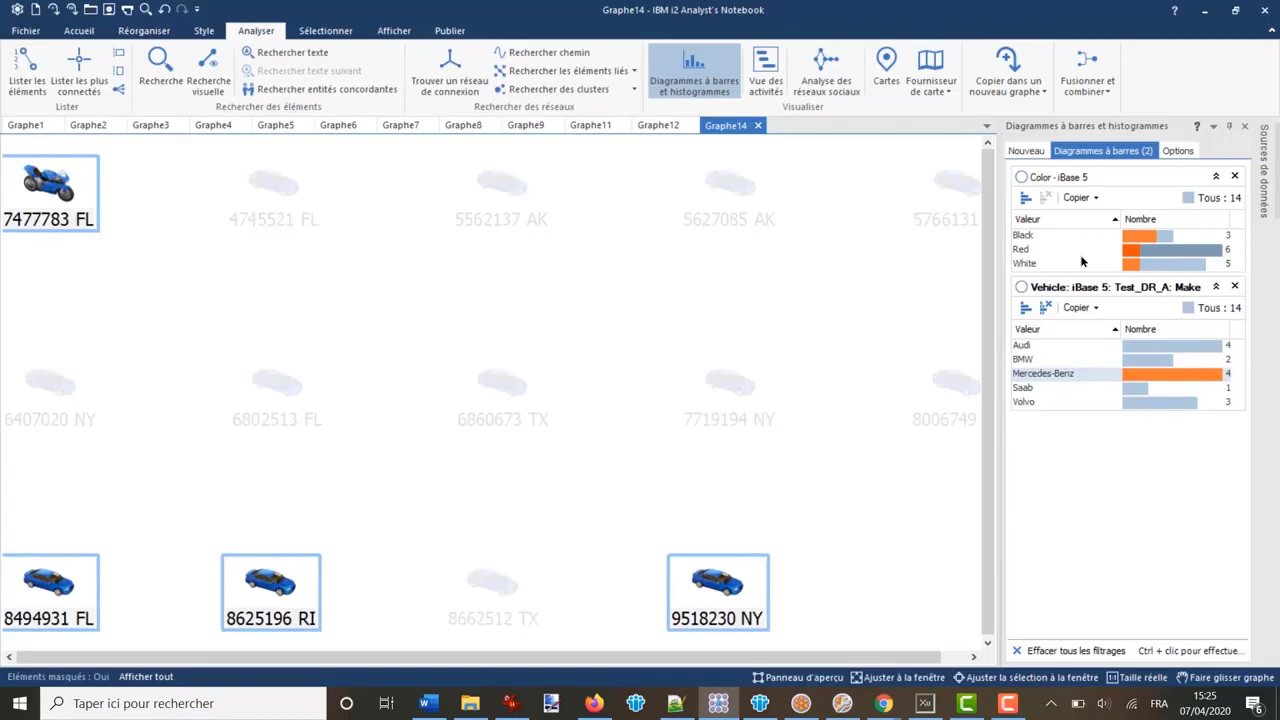 Graphe14 - IBM i2 Analyst's Notebook
?
Fichier Accueil Réorganiser Style Analyser Sélectionner Afficher Publier
Lister les éléments
Lister les plus connectés
Lister
Recherche
Recherche visuelle
Rechercher texte
Rechercher texte suivant
Rechercher entités concordantes
Rechercher des éléments
Trouver un réseau de connexion
Rechercher chemin
Rechercher les éléments liés
Rechercher des clusters
Rechercher des réseaux
Diagrammes à barres et histogrammes
Vue des activités
Analyse des réseaux sociaux
Cartes
Fournisseur de carte
Visualiser
Copier dans un nouveau graphe
Fusionner et combiner
Graphe1 Graphe2 Graphe3 Graphe4 Graphe5 Graphe6 Graphe7 Graphe8 Graphe9 Graphe11 Graphe12 Graphe14
7477783 FL 4745521 FL 5562137 AK 5627085 AK 5766131
6407020 NY 6802513 FL 6860673 TX 7719194 NY 8006749
8494931 FL 8625196 RI 8662512 TX 9518230 NY
Diagrammes à barres et histogrammes ?
Nouveau Diagrammes à barres (2) Options
Color - iBase 5
Copier Tous : 14
Valeur Nombre
Black 3
Red 6
White 5
Vehicle: iBase 5: Test_DR_A: Make
Copier Tous : 14
Valeur Nombre
Audi 4
BMW 2
Mercedes-Benz 4
Saab 1
Volvo 3
Effacer tous les filtrages Ctrl + clic pour effectue...
Sources de données
Eléments masqués : Oui Afficher tout
Panneau d'aperçu Ajuster à la fenêtre Ajuster la sélection à la fenêtre Taille réelle Faire glisser graphe
Taper ici pour rechercher
FRA
15:25
07/04/2020
6